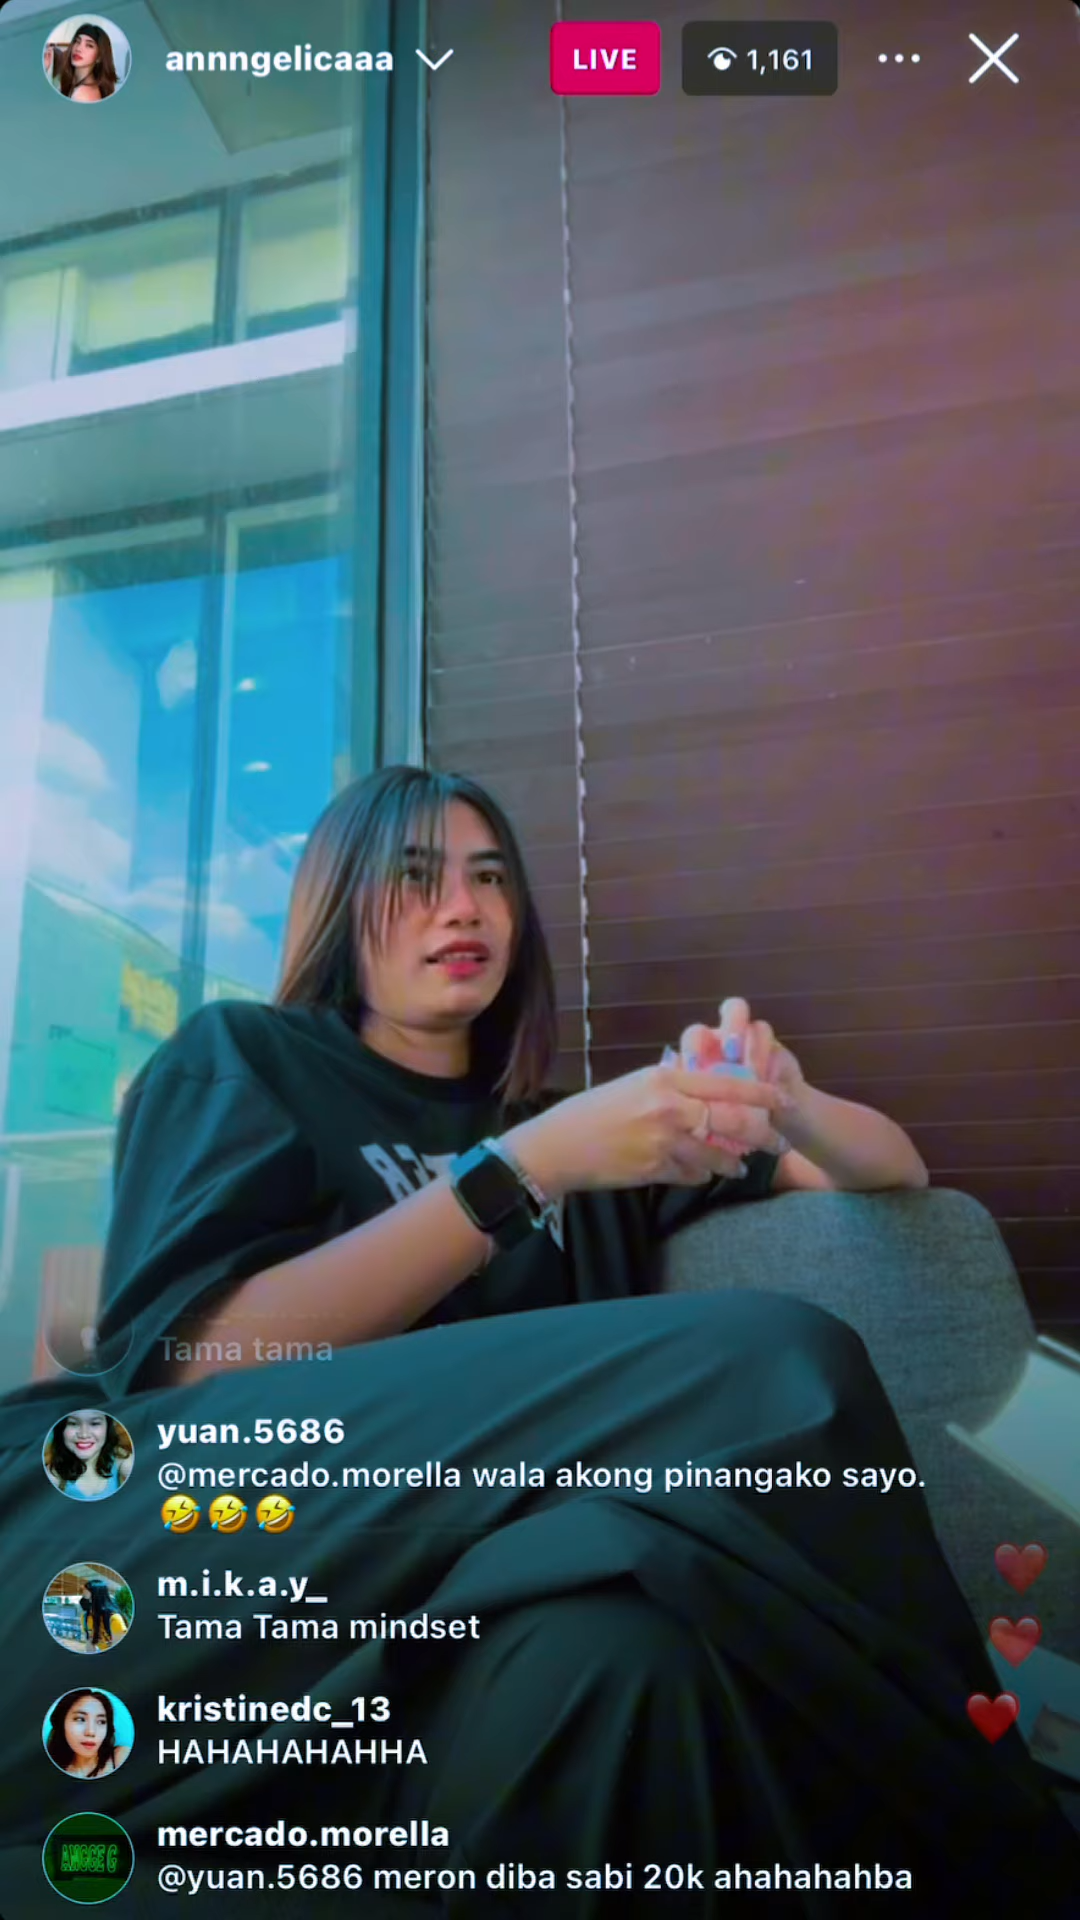 annngelicaaa
LIVE
1,161
Tama tama
yuan.5686
@mercado.morella wala akong pinangako sayo.
🤣🤣🤣
m.i.k.a.y_
Tama Tama mindset
kristinedc_13
HAHAHAHAHHA
mercado.morella
@yuan.5686 meron diba sabi 20k ahahahahba